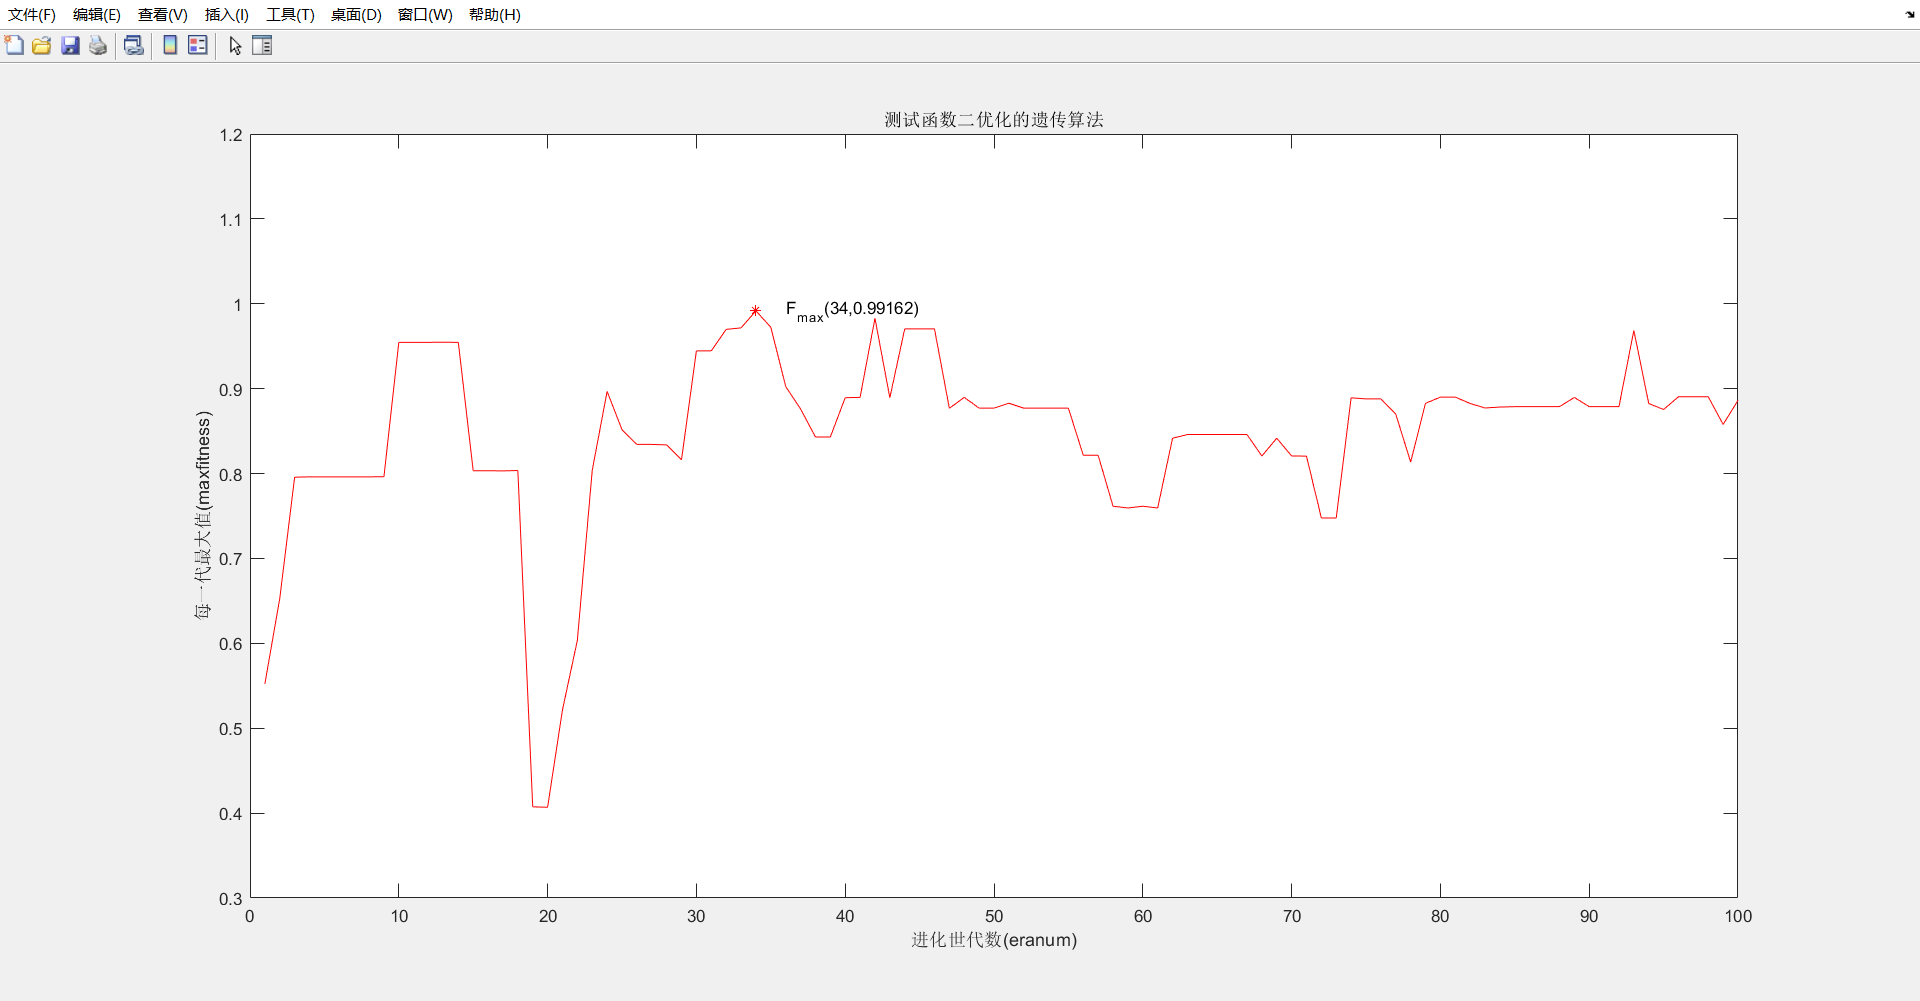 文件(F) 编辑(E) 查看(V) 插入(I) 工具(T) 桌面(D) 窗口(W) 帮助(H)
测试函数二优化的遗传算法
1.2
1.1
1
0.9
0.8
0.7
0.6
0.5
0.4
0.3
每一代最大值(maxfitness)
Fmax(34,0.99162)
0 10 20 30 40 50 60 70 80 90 100
进化世代数(eranum)